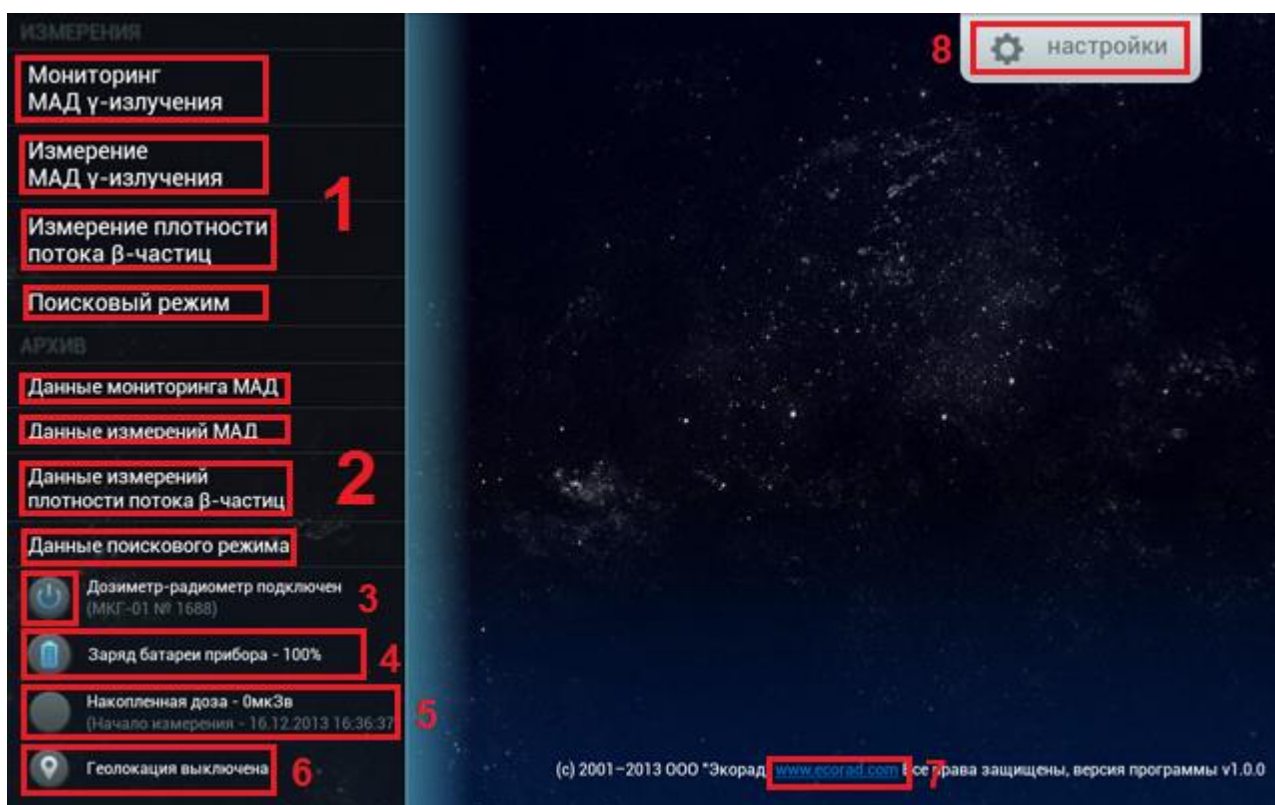 ИЗМЕРЕНИЯ
Мониторинг
МАД γ-излучения
Измерение
МАД γ-излучения
1
Измерение плотности
потока β-частиц
Поисковый режим
АРХИВ
Данные мониторинга МАД
Данные измерений МАД
Данные измерений
плотности потока β-частиц
2
Данные поискового режима
Дозиметр-радиометр подключен
(МКГ-01 № 1688)
3
Заряд батареи прибора - 100%
4
Накопленная доза - 0мкЗв
(Начало измерения - 16.12.2013 16:36:37
5
Геолокация выключена
6
8
настройки
(c) 2001-2013 ООО "Экорад www.ecorad.com Все права защищены, версия программы v1.0.0
7